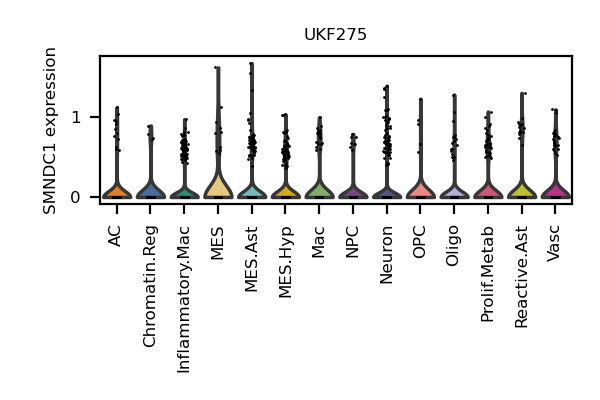 UKF275
SMNDC1 expression
1
0
AC
Chromatin.Reg
Inflammatory.Mac
MES
MES.Ast
MES.Hyp
Mac
NPC
Neuron
OPC
Oligo
Prolif.Metab
Reactive.Ast
Vasc